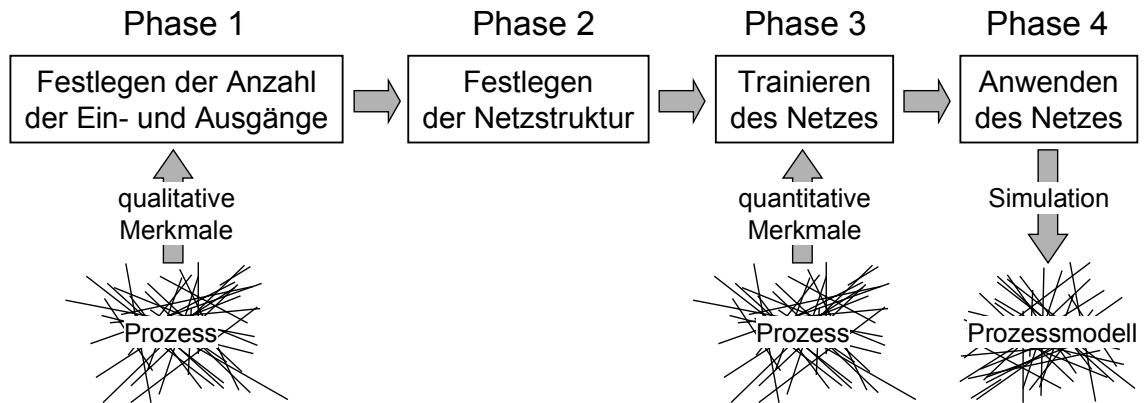 Phase 1
Phase 2
Phase 3
Phase 4
Festlegen der Anzahl
der Ein- und Ausgänge
Festlegen
der Netzstruktur
Trainieren
des Netzes
Anwenden
des Netzes
qualitative
Merkmale
quantitative
Merkmale
Simulation
Prozess
Prozess
Prozessmodell